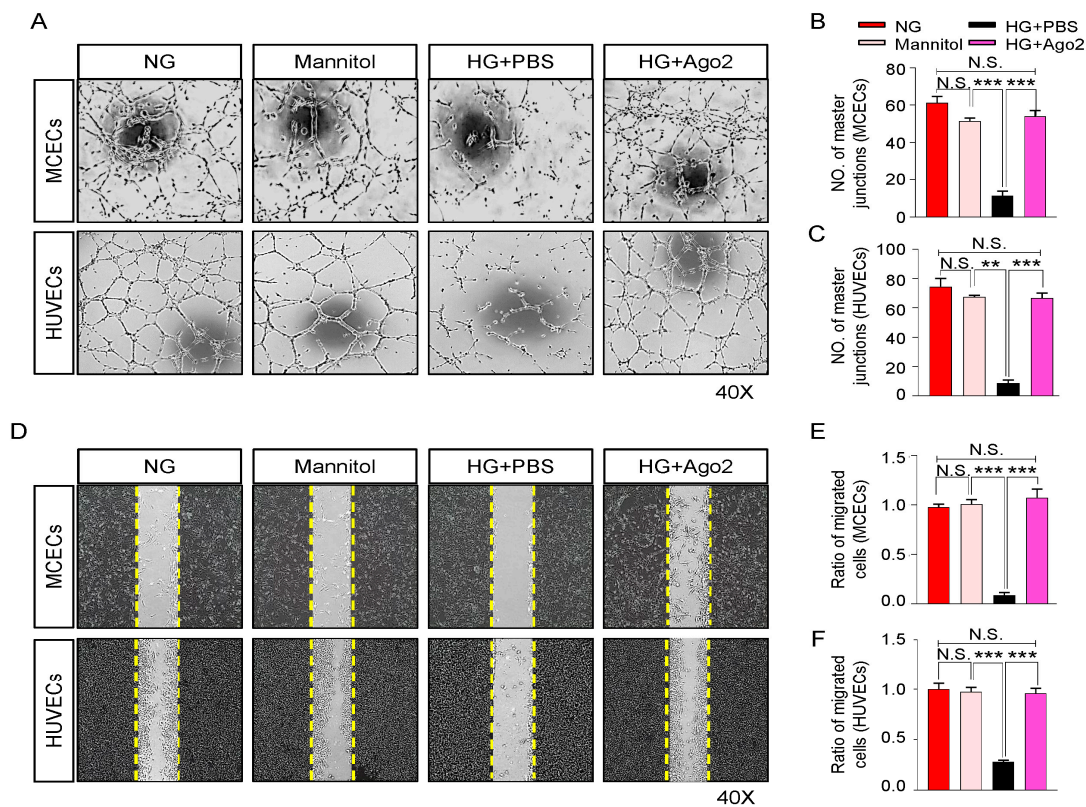 A
NG
Mannitol
HG+PBS
HG+Ago2
MCECs
HUVECs
40X
B
NG
HG+PBS
Mannitol
HG+Ago2
N.S.
N.S. *** ***
80
60
40
20
0
NO. of master
junctions (MCECs)
C
N.S.
N.S. ** ***
100
80
60
40
20
0
NO. of master
junctions (HUVECs)
D
NG
Mannitol
HG+PBS
HG+Ago2
MCECs
HUVECs
40X
E
N.S.
N.S. *** ***
1.5
1.0
0.5
0.0
Ratio of migrated
cells (MCECs)
F
N.S.
N.S. *** ***
1.5
1.0
0.5
0.0
Ratio of migrated
cells (HUVECs)